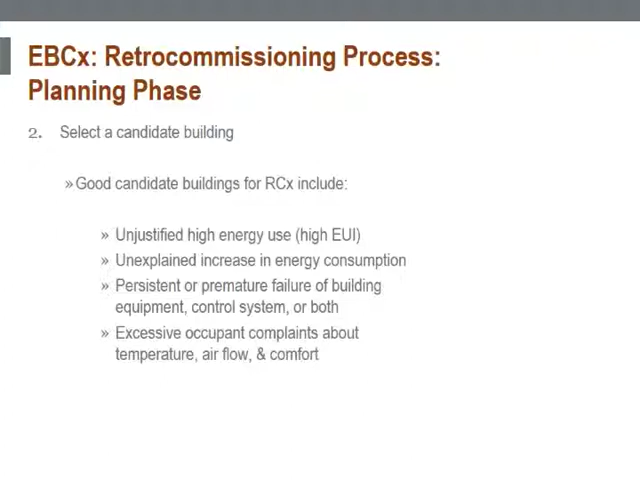 EBCx: Retrocommissioning Process:
Planning Phase
2. Select a candidate building
» Good candidate buildings for RCx include:
» Unjustified high energy use (high EUI)
» Unexplained increase in energy consumption
» Persistent or premature failure of building
equipment, control system, or both
» Excessive occupant complaints about
temperature, air flow, & comfort